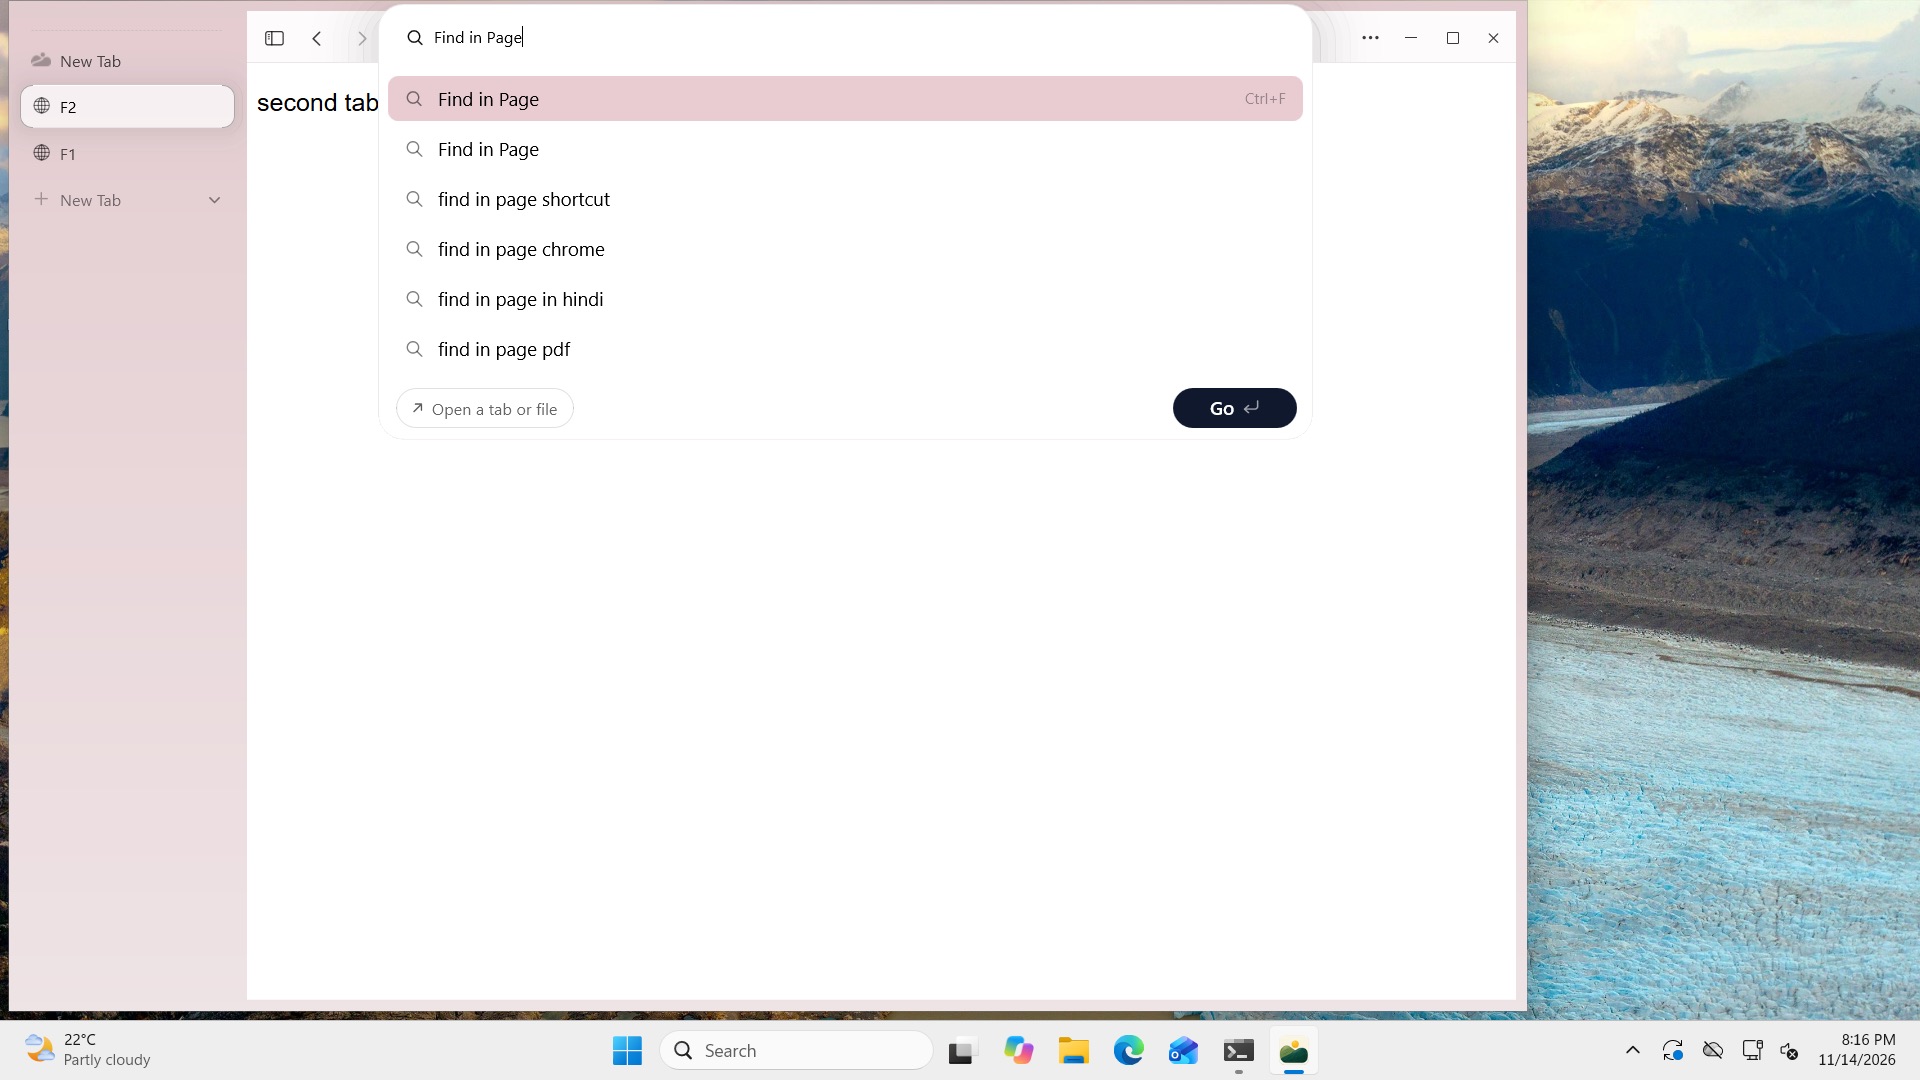 New Tab
F2
F1
New Tab
Find in Page
second tab
Find in Page
Ctrl+F
Find in Page
find in page shortcut
find in page chrome
find in page in hindi
find in page pdf
Open a tab or file
Go
22°C
Partly cloudy
Search
8:16 PM
11/14/2026